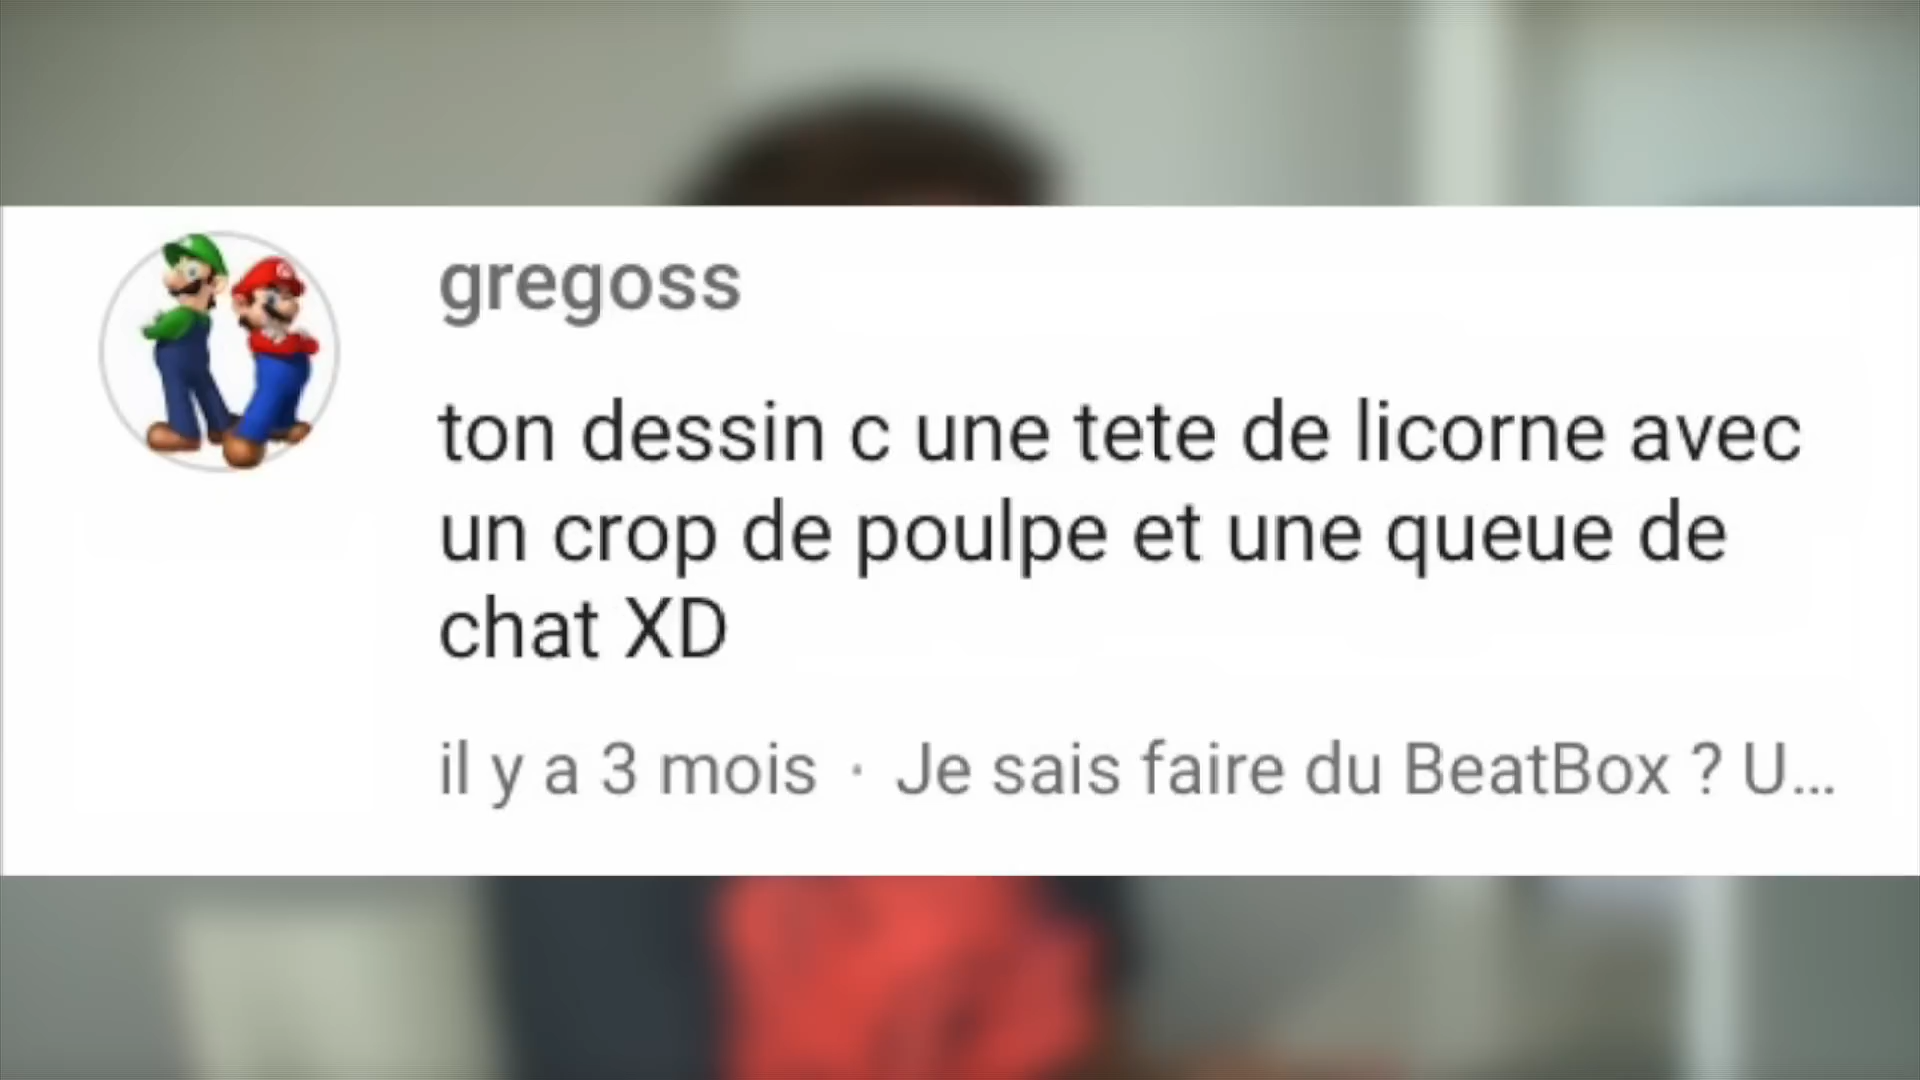 gregoss
ton dessin c une tete de licorne avec
un crop de poulpe et une queue de
chat XD
il y a 3 mois · Je sais faire du BeatBox ? U...